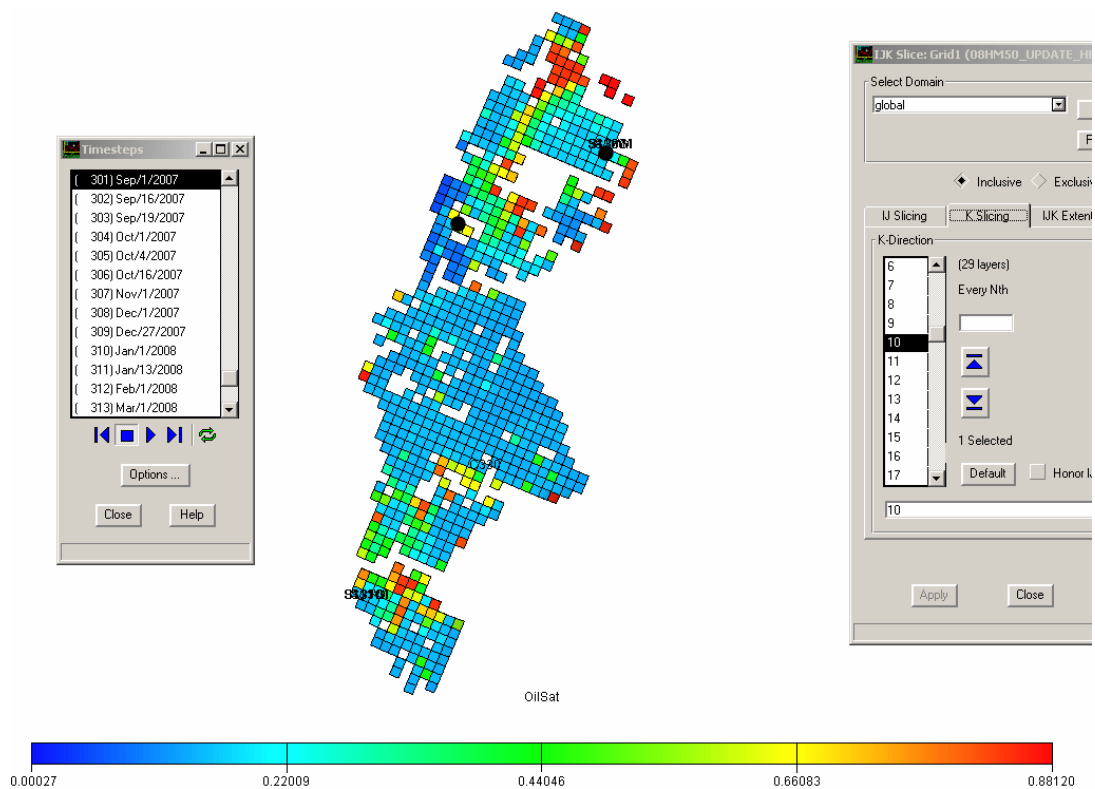 IJK Slice: Grid1 (08HM50_UPDATE_HI
Select Domain
global
F
Inclusive
Exclusiv
IJ Slicing
K Slicing
IJK Extent
K-Direction
6
7
8
9
10
11
12
13
14
15
16
17
(29 layers)
Every Nth
1 Selected
Default
Honor I
10
Apply
Close
Timesteps
( 301) Sep/1/2007
( 302) Sep/16/2007
( 303) Sep/19/2007
( 304) Oct/1/2007
( 305) Oct/4/2007
( 306) Oct/16/2007
( 307) Nov/1/2007
( 308) Dec/1/2007
( 309) Dec/27/2007
( 310) Jan/1/2008
( 311) Jan/13/2008
( 312) Feb/1/2008
( 313) Mar/1/2008
Options ...
Close
Help
OilSat
0.00027
0.22009
0.44046
0.66083
0.88120